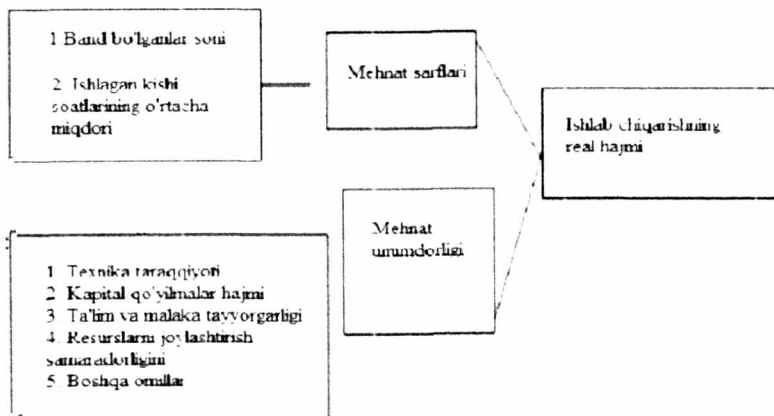 1 Band bo'lganlar soni
2. Ishlagan kishi
soatlarining o'rtacha
miqdori
Mehnat sarflari
Ishlab chiqarishning
real hajmi
Mehnat
unumdorligi
1. Texnika taraqqiyoti
2. Kapital qo'yilmalar hajmi
3. Ta'lim va malaka tayyorgarligi
4. Resurslarni joylashtirish
samaradorligini
5. Boshqa omillar